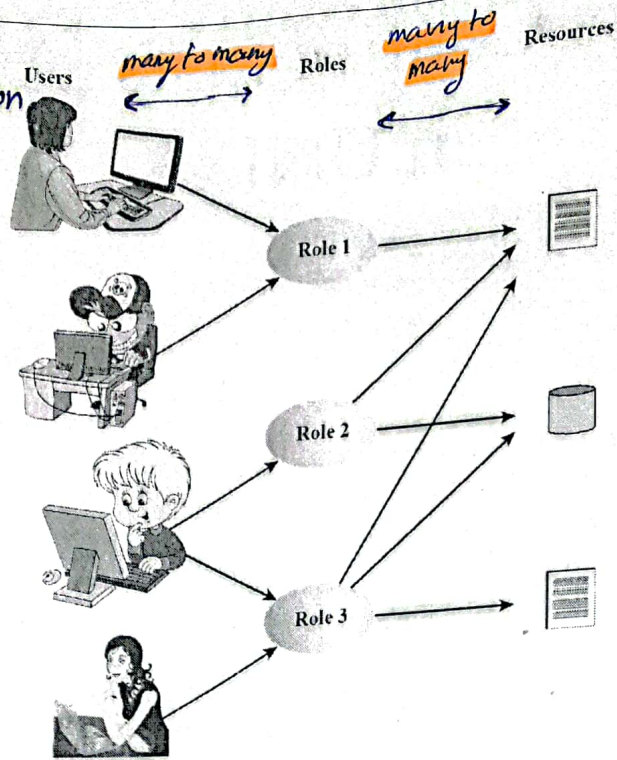 Users
many to many
Roles
many to
many
Resources
on
Role 1
Role 2
Role 3